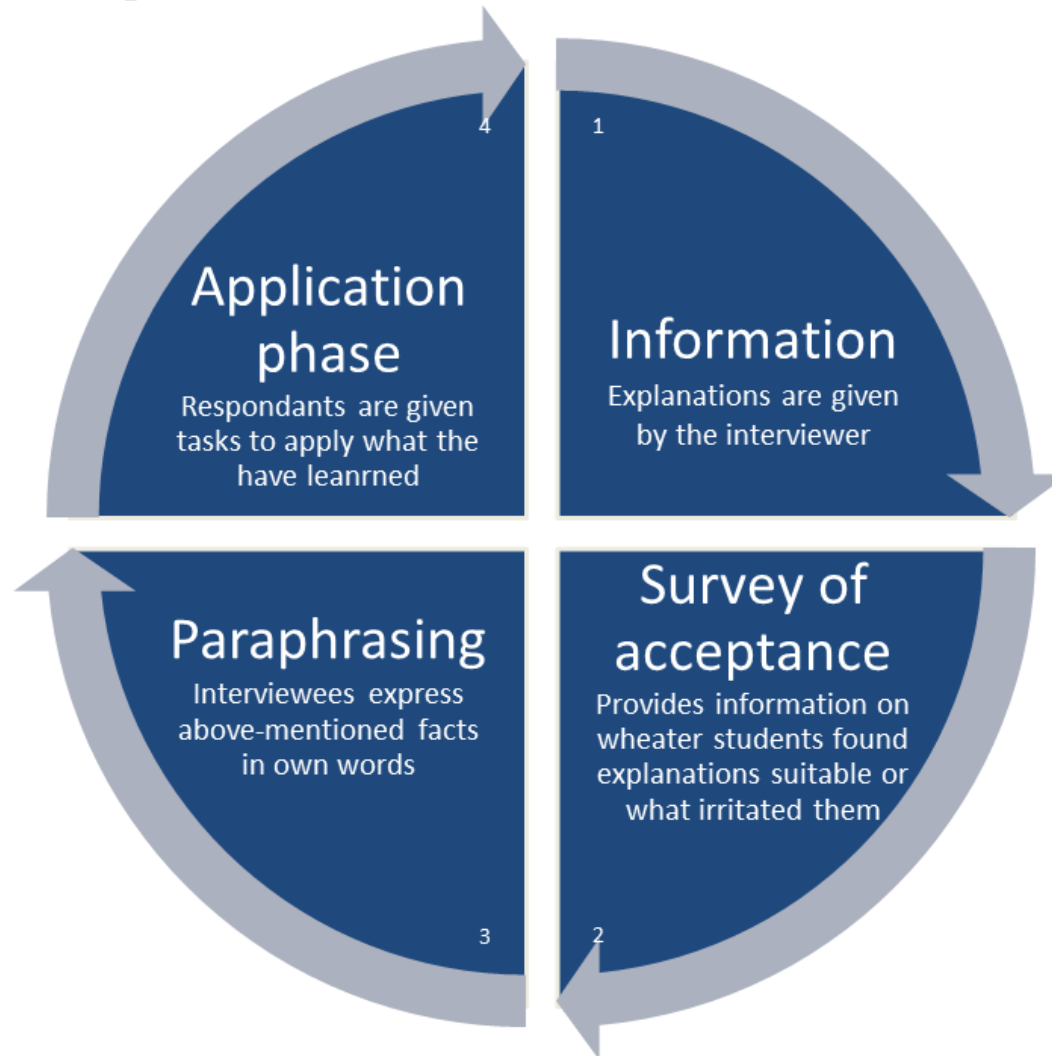 1
Information
Explanations are given
by the interviewer
2
Survey of
acceptance
Provides information on
wheater students found
explanations suitable or
what irritated them
3
Paraphrasing
Interviewees express
above-mentioned facts
in own words
4
Application
phase
Respondants are given
tasks to apply what the
have leanrned